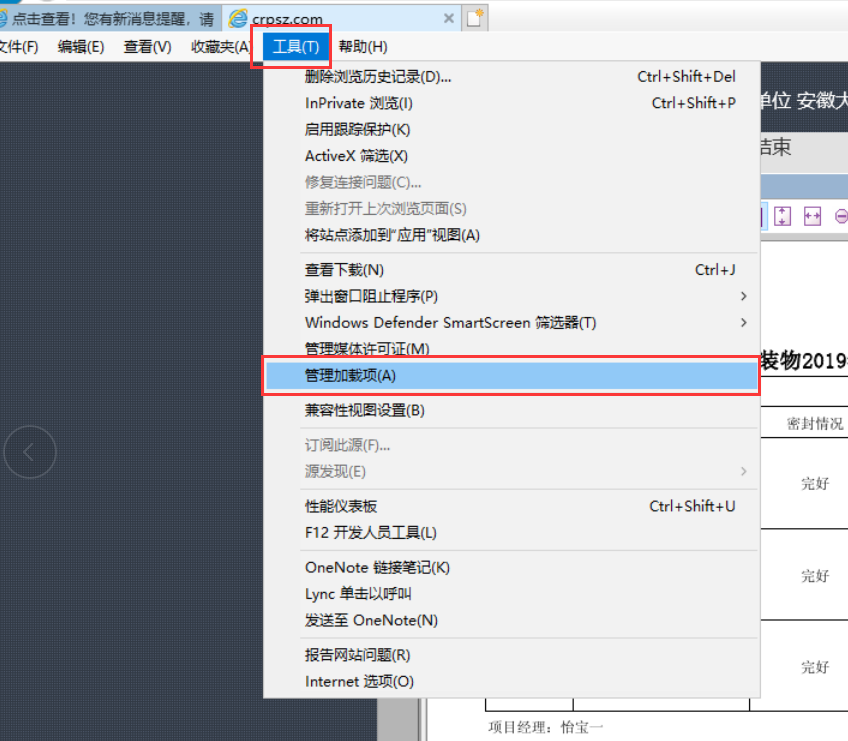 点击查看！您有新消息提醒，请
crpsz.com
文件(F) 编辑(E) 查看(V) 收藏夹(A) 工具(T) 帮助(H)
删除浏览历史记录(D)... Ctrl+Shift+Del
InPrivate 浏览(I) Ctrl+Shift+P
单位 安徽大
启用跟踪保护(K)
结束
ActiveX 筛选(X)
修复连接问题(C)...
重新打开上次浏览页面(S)
将站点添加到“应用”视图(A)
查看下载(N) Ctrl+J
弹出窗口阻止程序(P)
Windows Defender SmartScreen 筛选器(T)
管理媒体许可证(M)
装物2019
管理加载项(A)
兼容性视图设置(B)
密封情况
订阅此源(F)...
源发现(E)
完好
性能仪表板 Ctrl+Shift+U
F12 开发人员工具(L)
OneNote 链接笔记(K)
完好
Lync 单击以呼叫
发送至 OneNote(N)
报告网站问题(R)
完好
Internet 选项(O)
项目经理：怡宝一